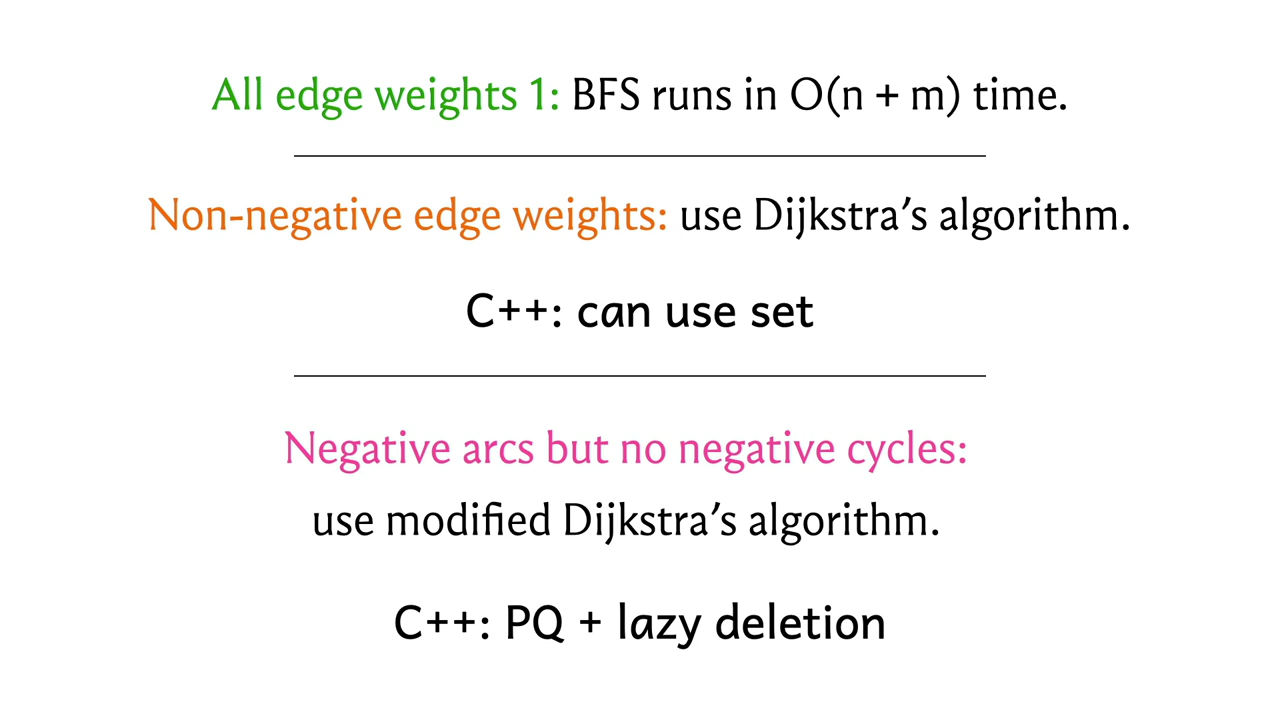 All edge weights 1: BFS runs in O(n + m) time.
Non-negative edge weights: use Dijkstra’s algorithm.
C++: can use set
Negative arcs but no negative cycles:
use modified Dijkstra’s algorithm.
C++: PQ + lazy deletion